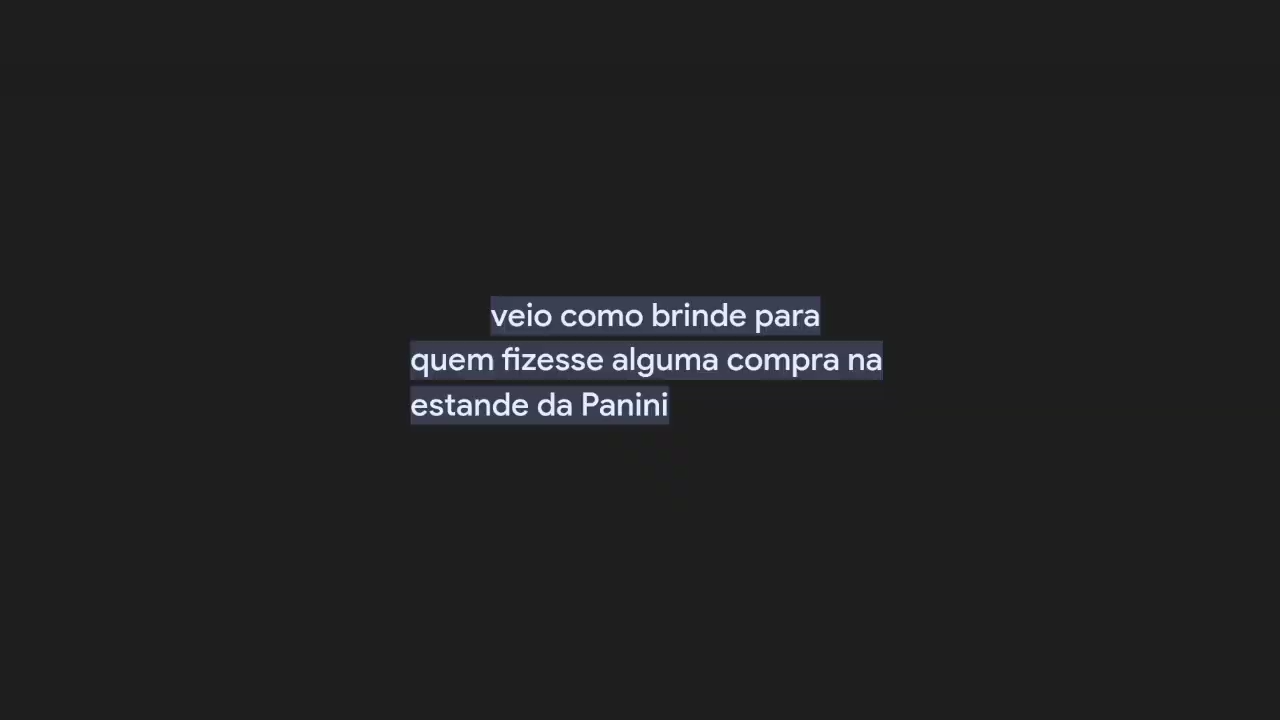 veio como brinde para
quem fizesse alguma compra na
estande da Panini